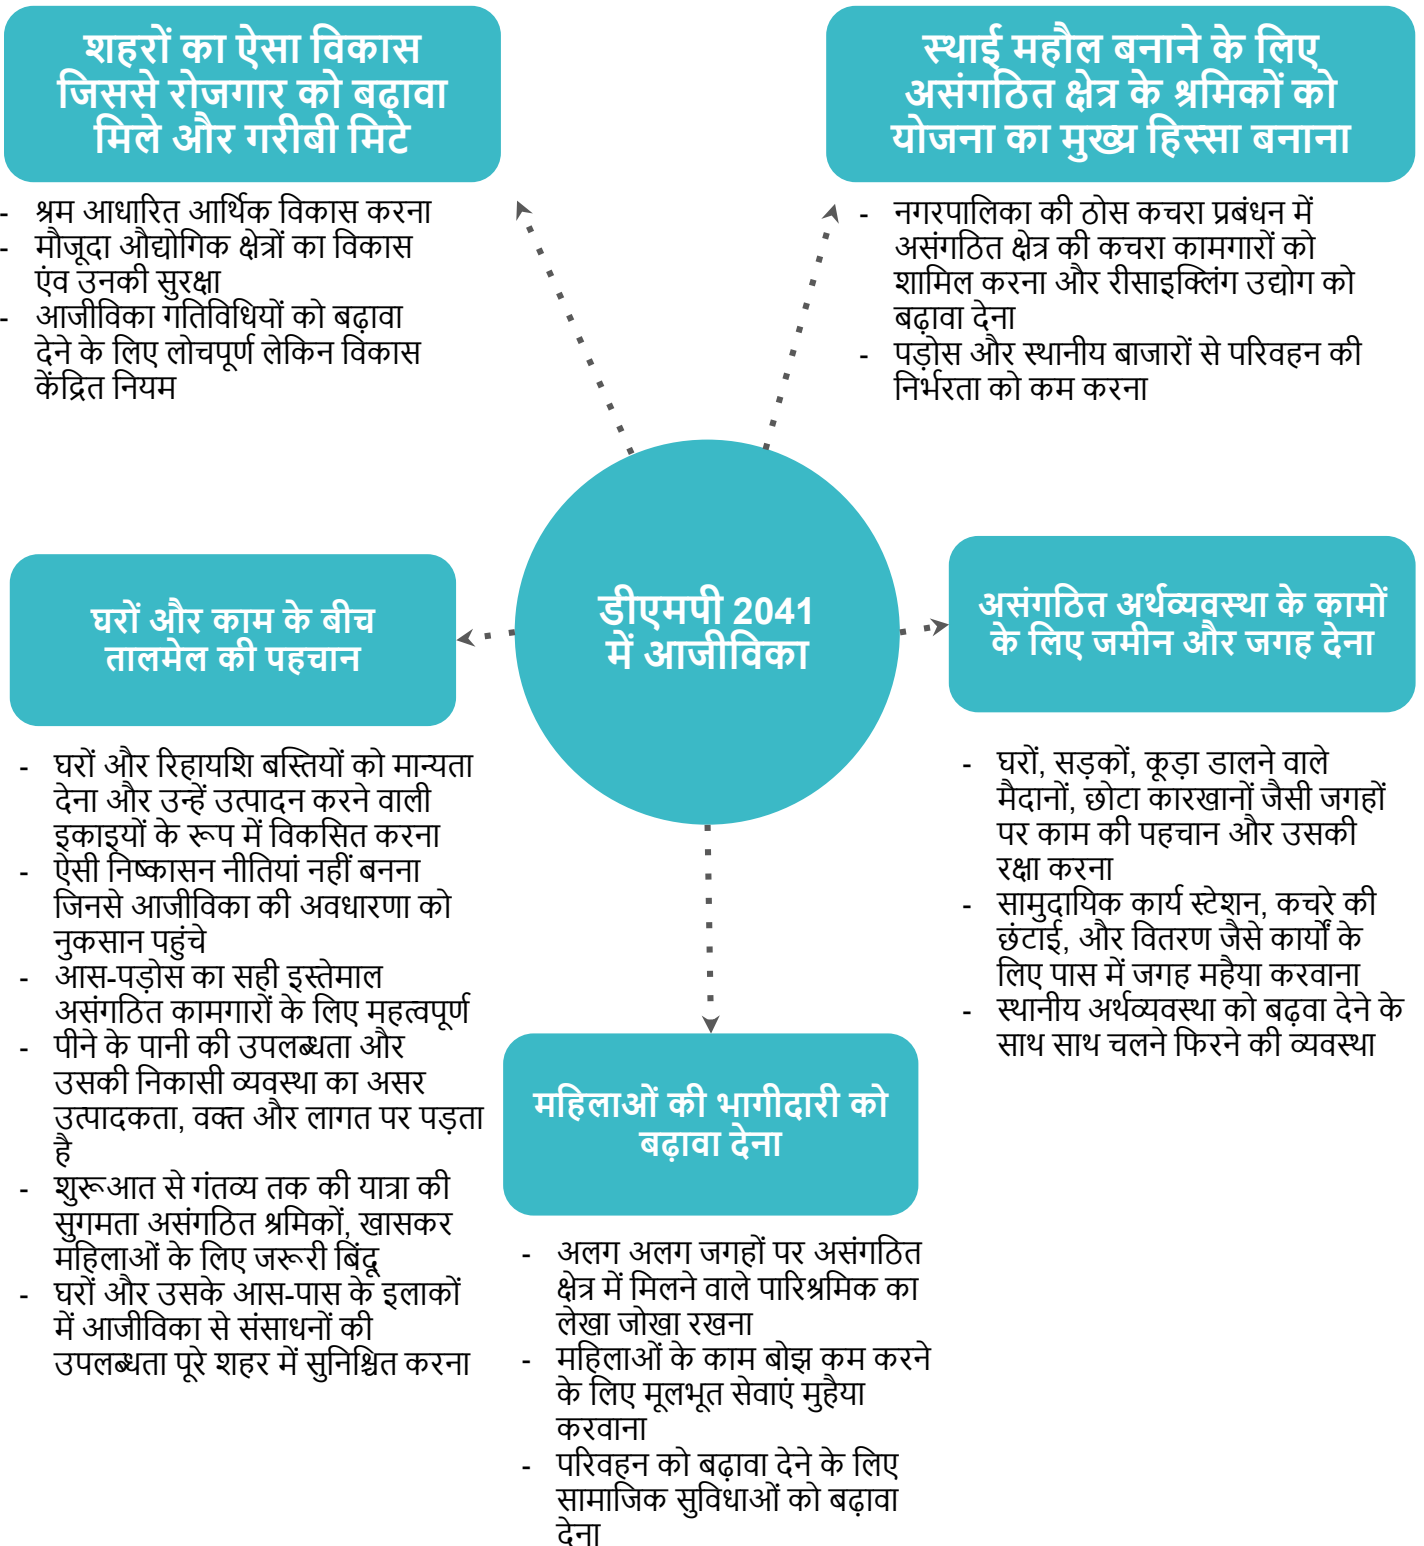 शहरों का ऐसा विकास
जिससे रोजगार को बढ़ावा
मिले और गरीबी मिटे
- श्रम आधारित आर्थिक विकास करना
- मौजूदा औद्योगिक क्षेत्रों का विकास
एंव उनकी सुरक्षा
- आजीविका गतिविधियों को बढ़ावा
देने के लिए लोचपूर्ण लेकिन विकास
केंद्रित नियम
स्थाई महौल बनाने के लिए
असंगठित क्षेत्र के श्रमिकों को
योजना का मुख्य हिस्सा बनाना
- नगरपालिका की ठोस कचरा प्रबंधन में
असंगठित क्षेत्र की कचरा कामगारों को
शामिल करना और रीसाइक्लिंग उद्योग को
बढ़ावा देना
- पड़ोस और स्थानीय बाजारों से परिवहन की
निर्भरता को कम करना
डीएमपी 2041
में आजीविका
घरों और काम के बीच
तालमेल की पहचान
- घरों और रिहायशि बस्तियों को मान्यता
देना और उन्हें उत्पादन करने वाली
इकाइयों के रूप में विकसित करना
- ऐसी निष्कासन नीतियां नहीं बनना
जिनसे आजीविका की अवधारणा को
नुकसान पहुंचे
- आस-पड़ोस का सही इस्तेमाल
असंगठित कामगारों के लिए महत्वपूर्ण
- पीने के पानी की उपलब्धता और
उसकी निकासी व्यवस्था का असर
उत्पादकता, वक्त और लागत पर पड़ता
है
- शुरूआत से गंतव्य तक की यात्रा की
सुगमता असंगठित श्रमिकों, खासकर
महिलाओं के लिए जरूरी बिंदू
- घरों और उसके आस-पास के इलाकों
में आजीविका से संसाधनों की
उपलब्धता पूरे शहर में सुनिश्चित करना
असंगठित अर्थव्यवस्था के कामों
के लिए जमीन और जगह देना
- घरों, सड़कों, कूड़ा डालने वाले
मैदानों, छोटा कारखानों जैसी जगहों
पर काम की पहचान और उसकी
रक्षा करना
- सामुदायिक कार्य स्टेशन, कचरे की
छंटाई, और वितरण जैसे कार्यों के
लिए पास में जगह महैया करवाना
- स्थानीय अर्थव्यवस्था को बढ़वा देने के
साथ साथ चलने फिरने की व्यवस्था
महिलाओं की भागीदारी को
बढ़ावा देना
- अलग अलग जगहों पर असंगठित
क्षेत्र में मिलने वाले पारिश्रमिक का
लेखा जोखा रखना
- महिलाओं के काम बोझ कम करने
के लिए मूलभूत सेवाएं मुहैया
करवाना
- परिवहन को बढ़ावा देने के लिए
सामाजिक सुविधाओं को बढ़ावा
देना